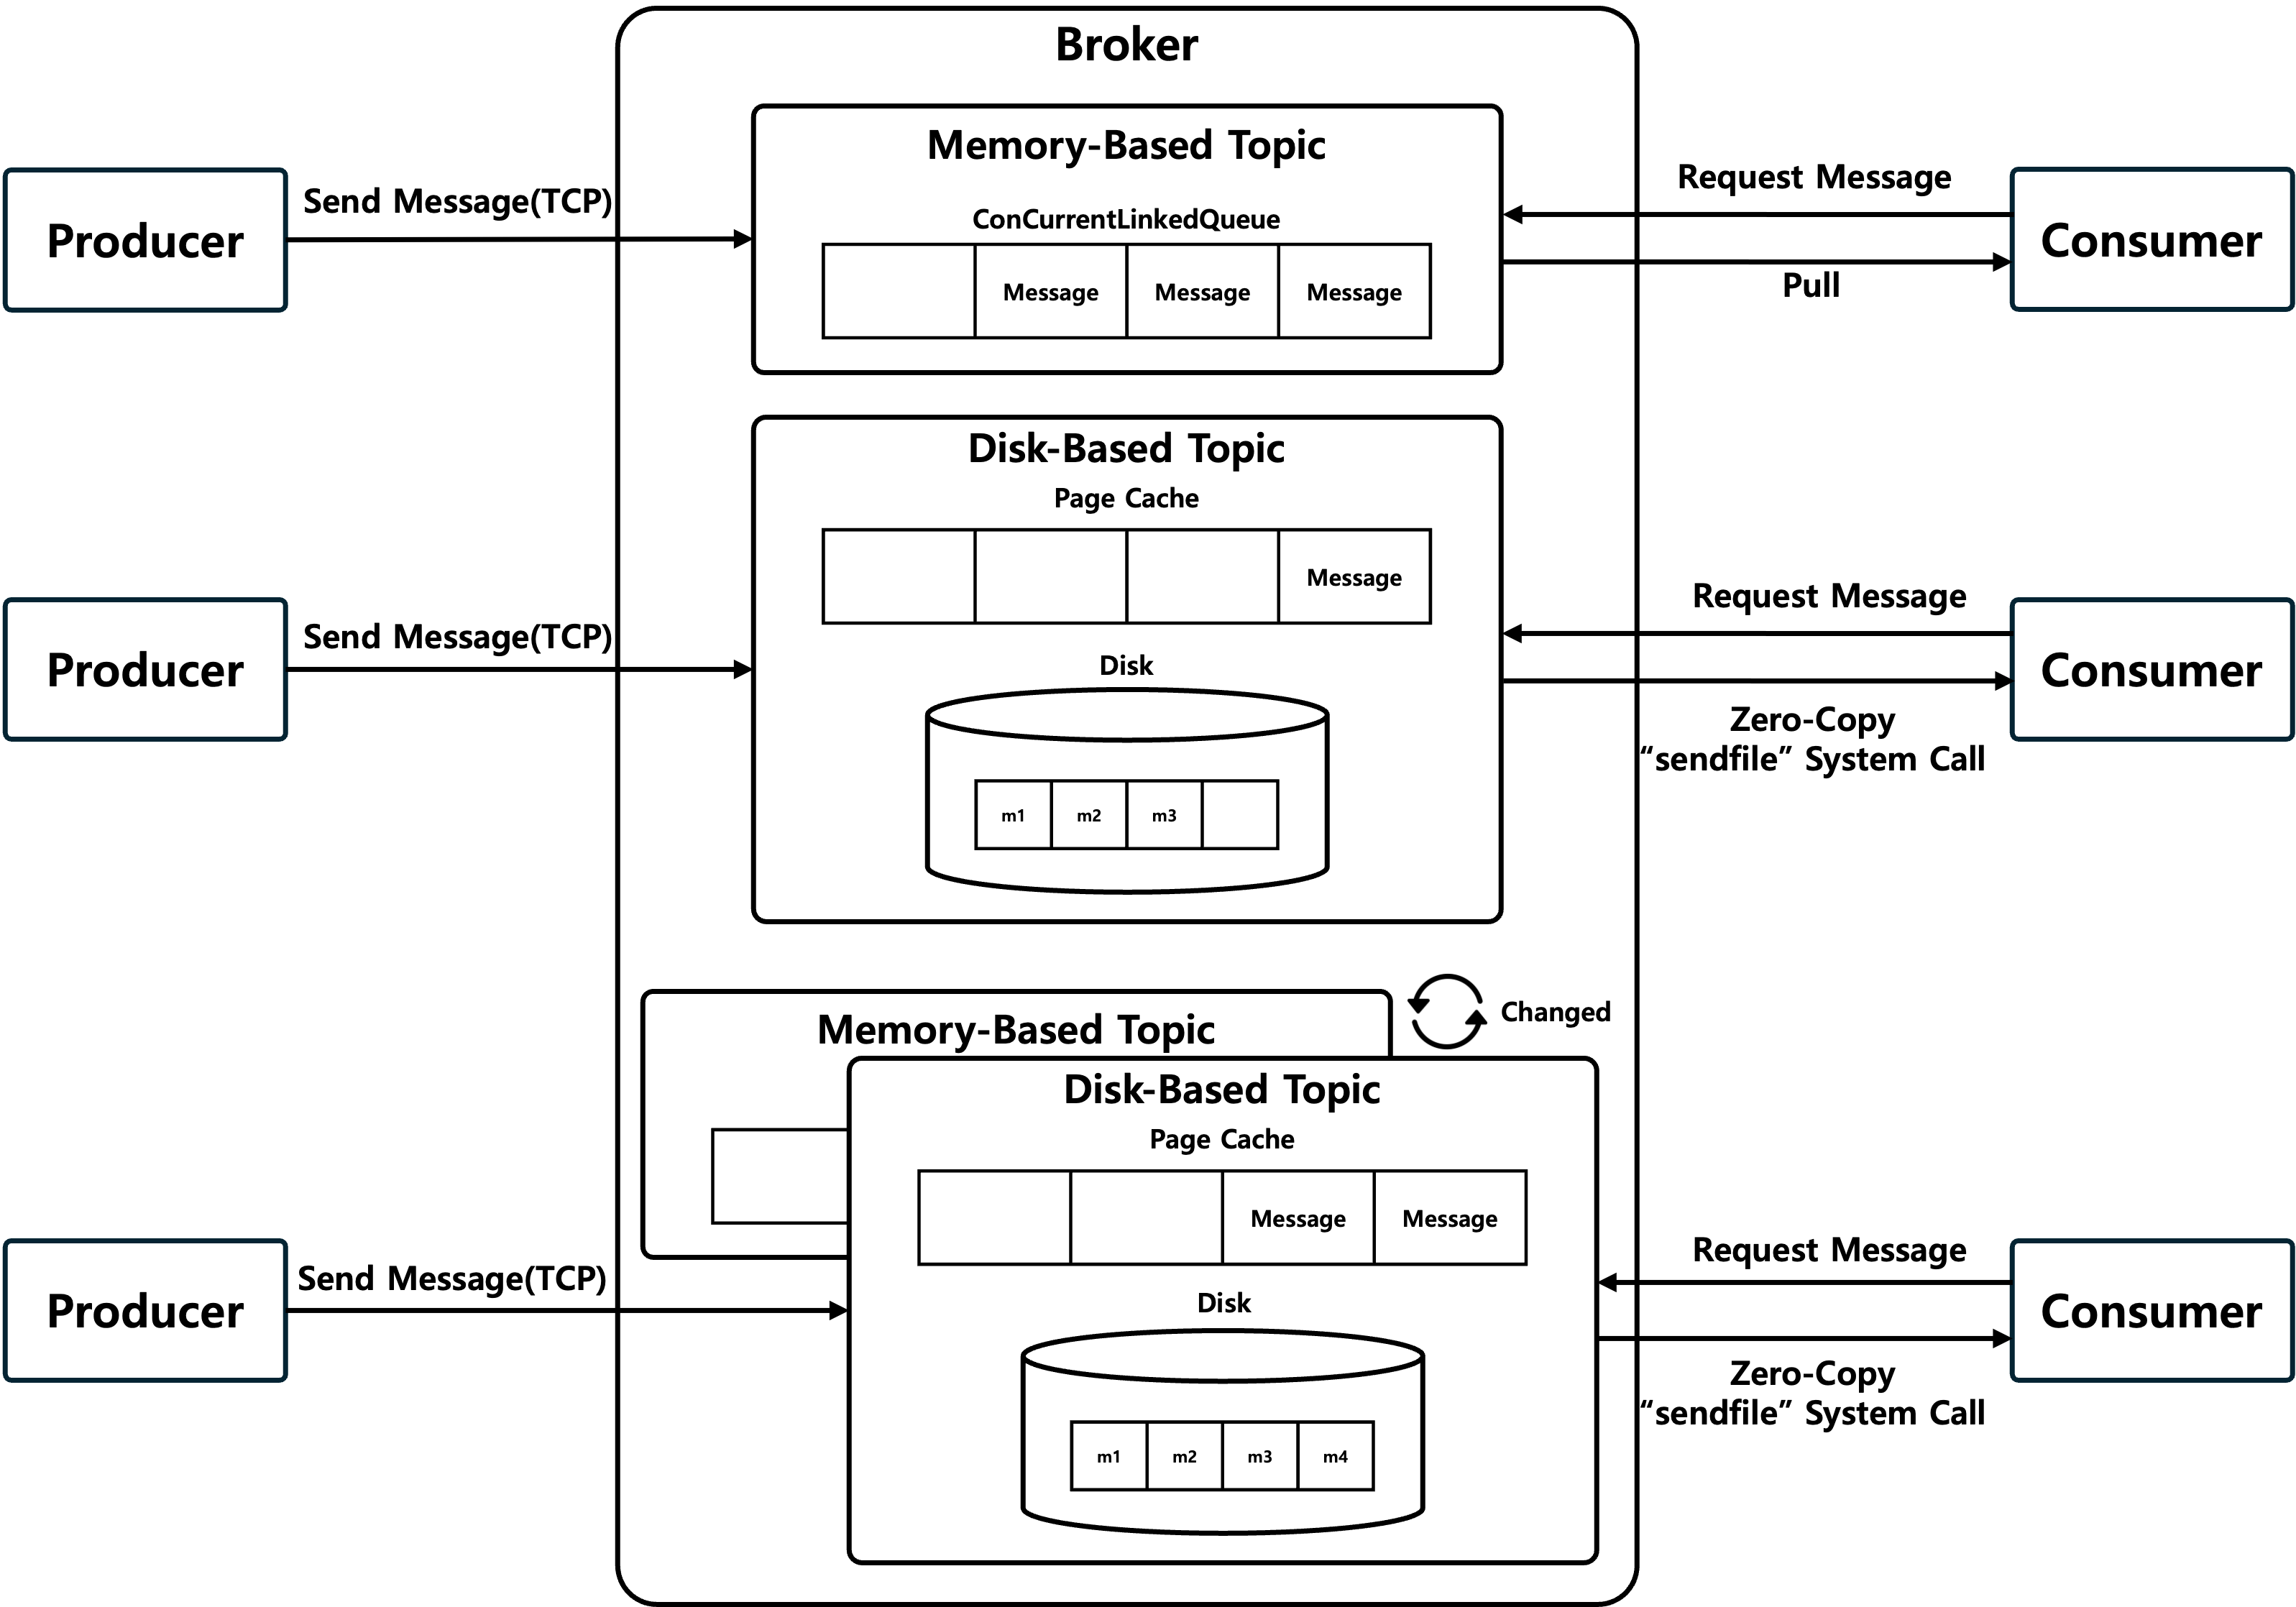 Broker
Memory-Based Topic
Producer
Send Message(TCP)
ConCurrentLinkedQueue
Message
Message
Message
Request Message
Pull
Consumer
Disk-Based Topic
Page Cache
Message
Producer
Send Message(TCP)
Disk
m1
m2
m3
Request Message
Zero-Copy
“sendfile” System Call
Consumer
Memory-Based Topic
Changed
Disk-Based Topic
Page Cache
Message
Message
Producer
Send Message(TCP)
Disk
m1
m2
m3
m4
Request Message
Zero-Copy
“sendfile” System Call
Consumer